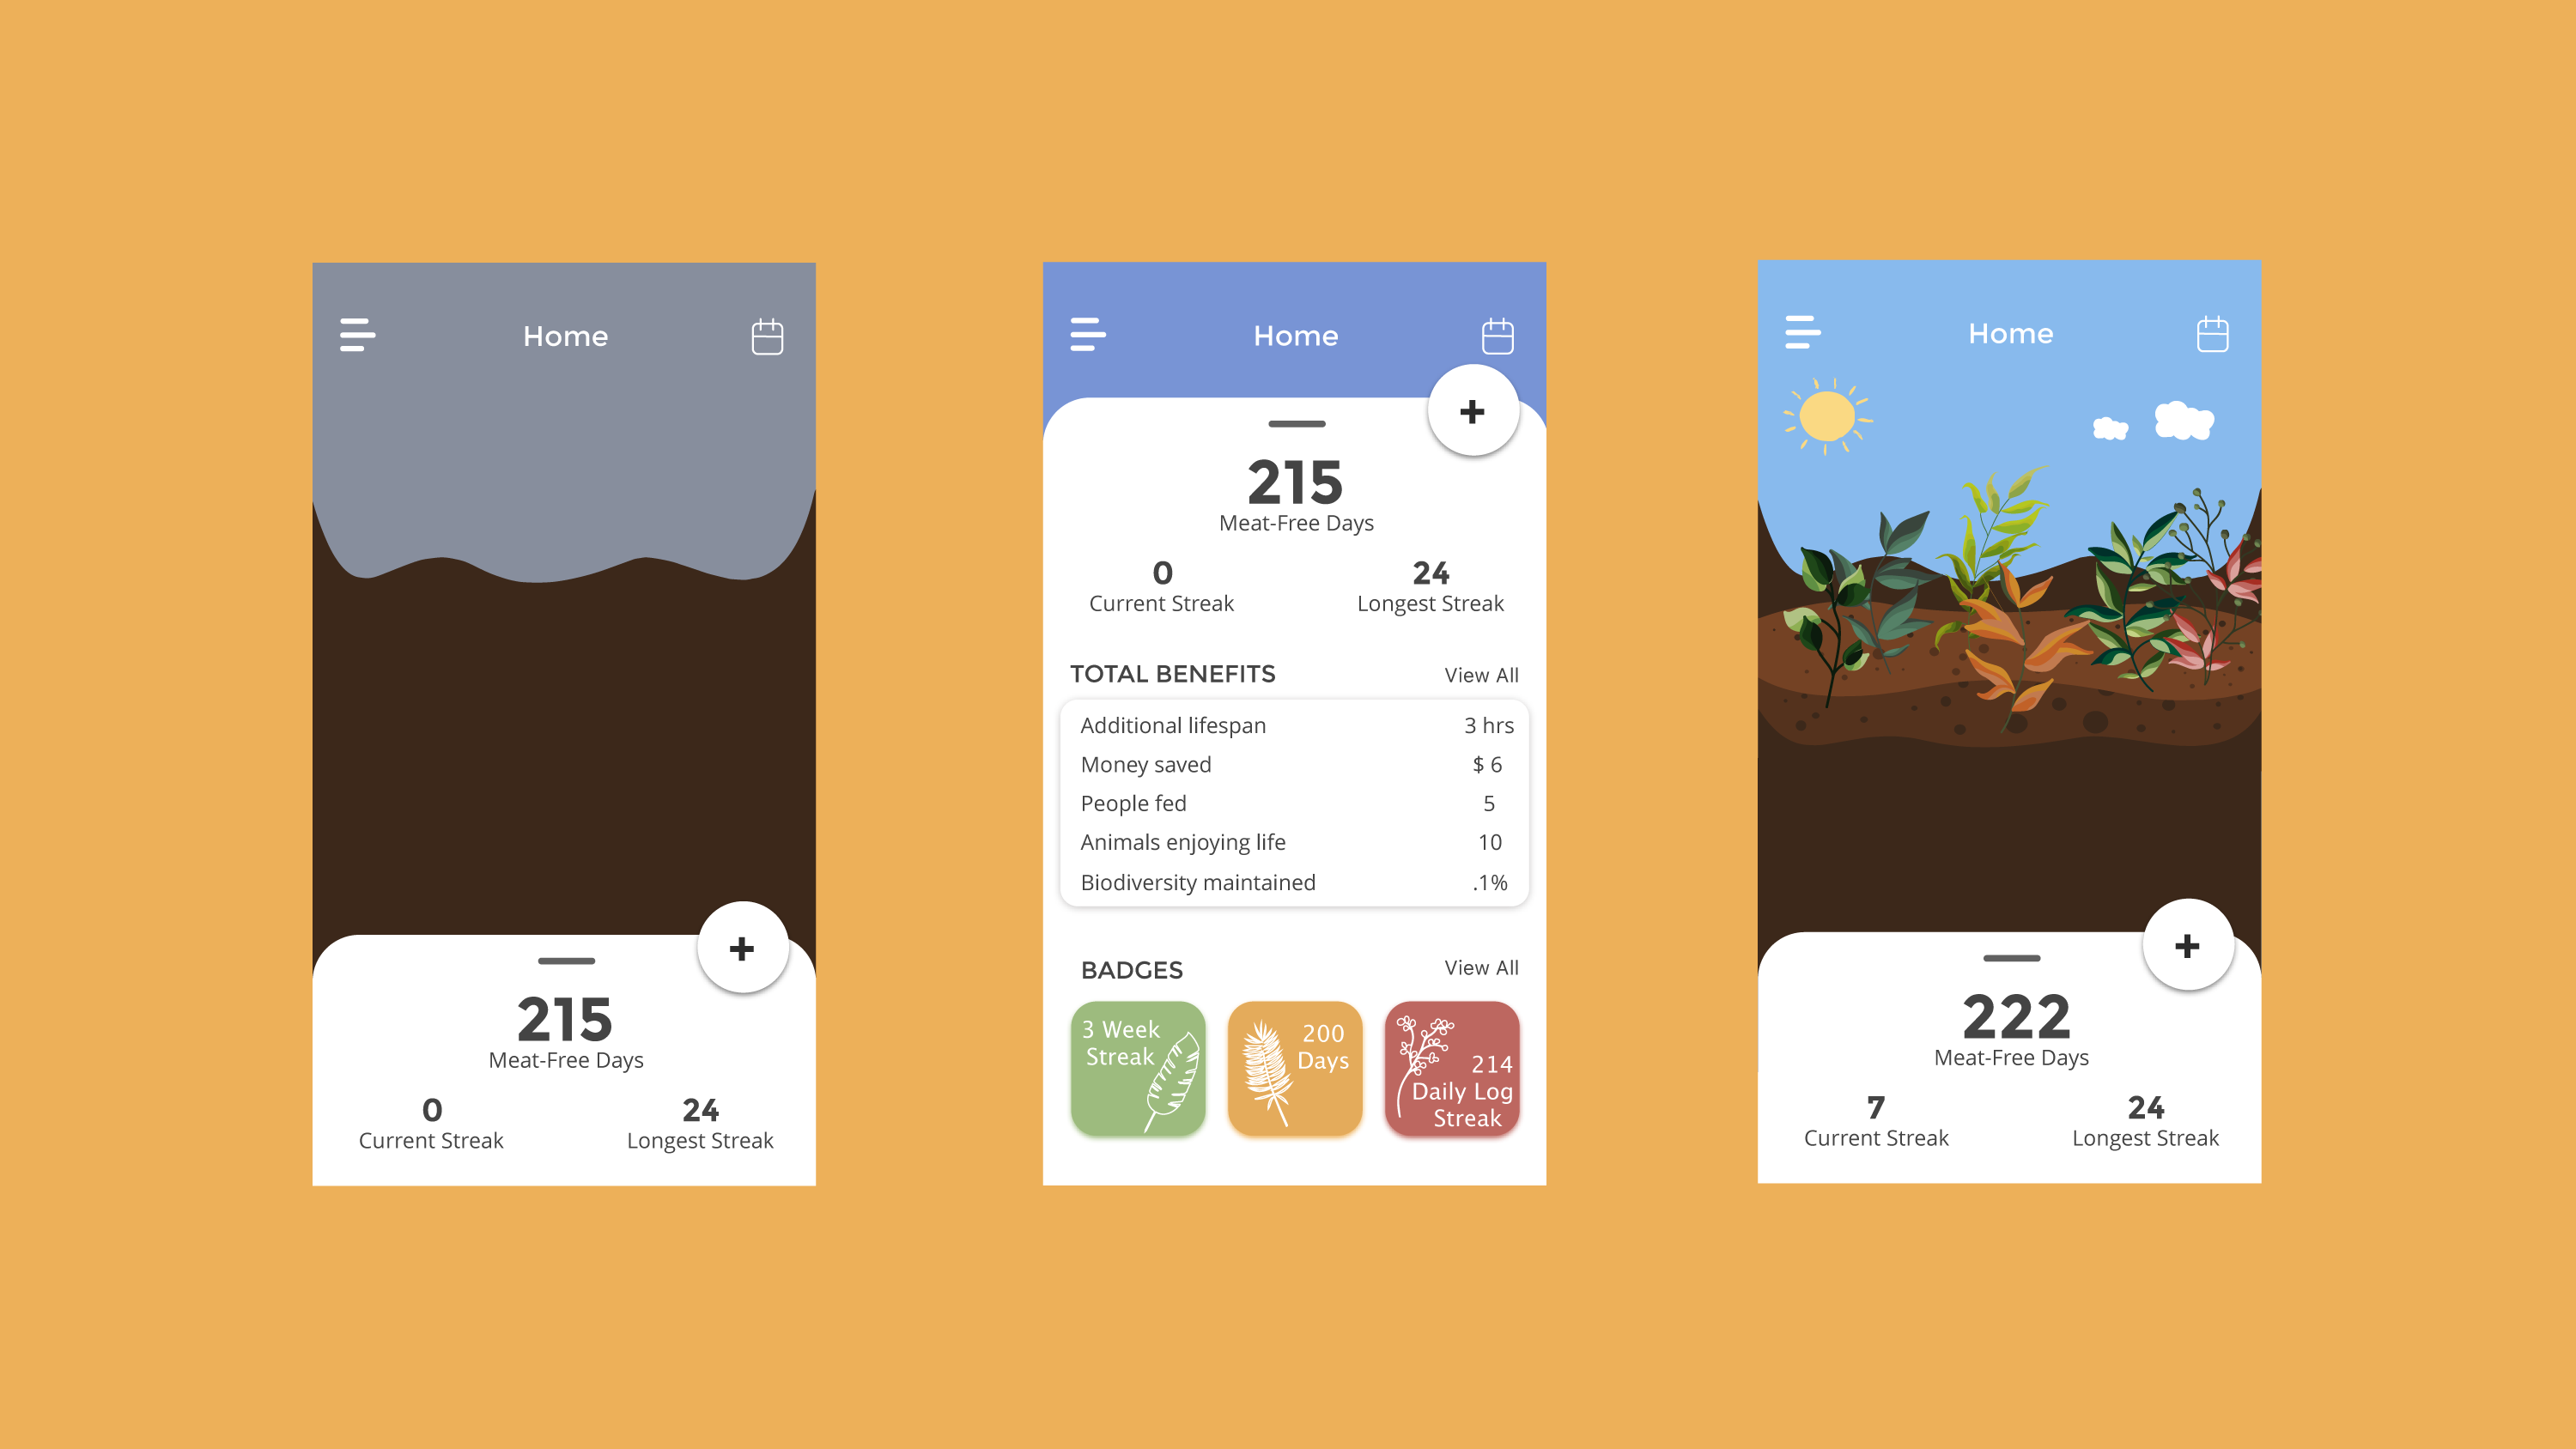 Home
215
Meat-Free Days
0
Current Streak
24
Longest Streak
Home
215
Meat-Free Days
0
Current Streak
24
Longest Streak
TOTAL BENEFITS
View All
Additional lifespan 3 hrs
Money saved $ 6
People fed 5
Animals enjoying life 10
Biodiversity maintained .1%
BADGES
View All
3 Week
Streak
200
Days
214
Daily Log
Streak
Home
222
Meat-Free Days
7
Current Streak
24
Longest Streak